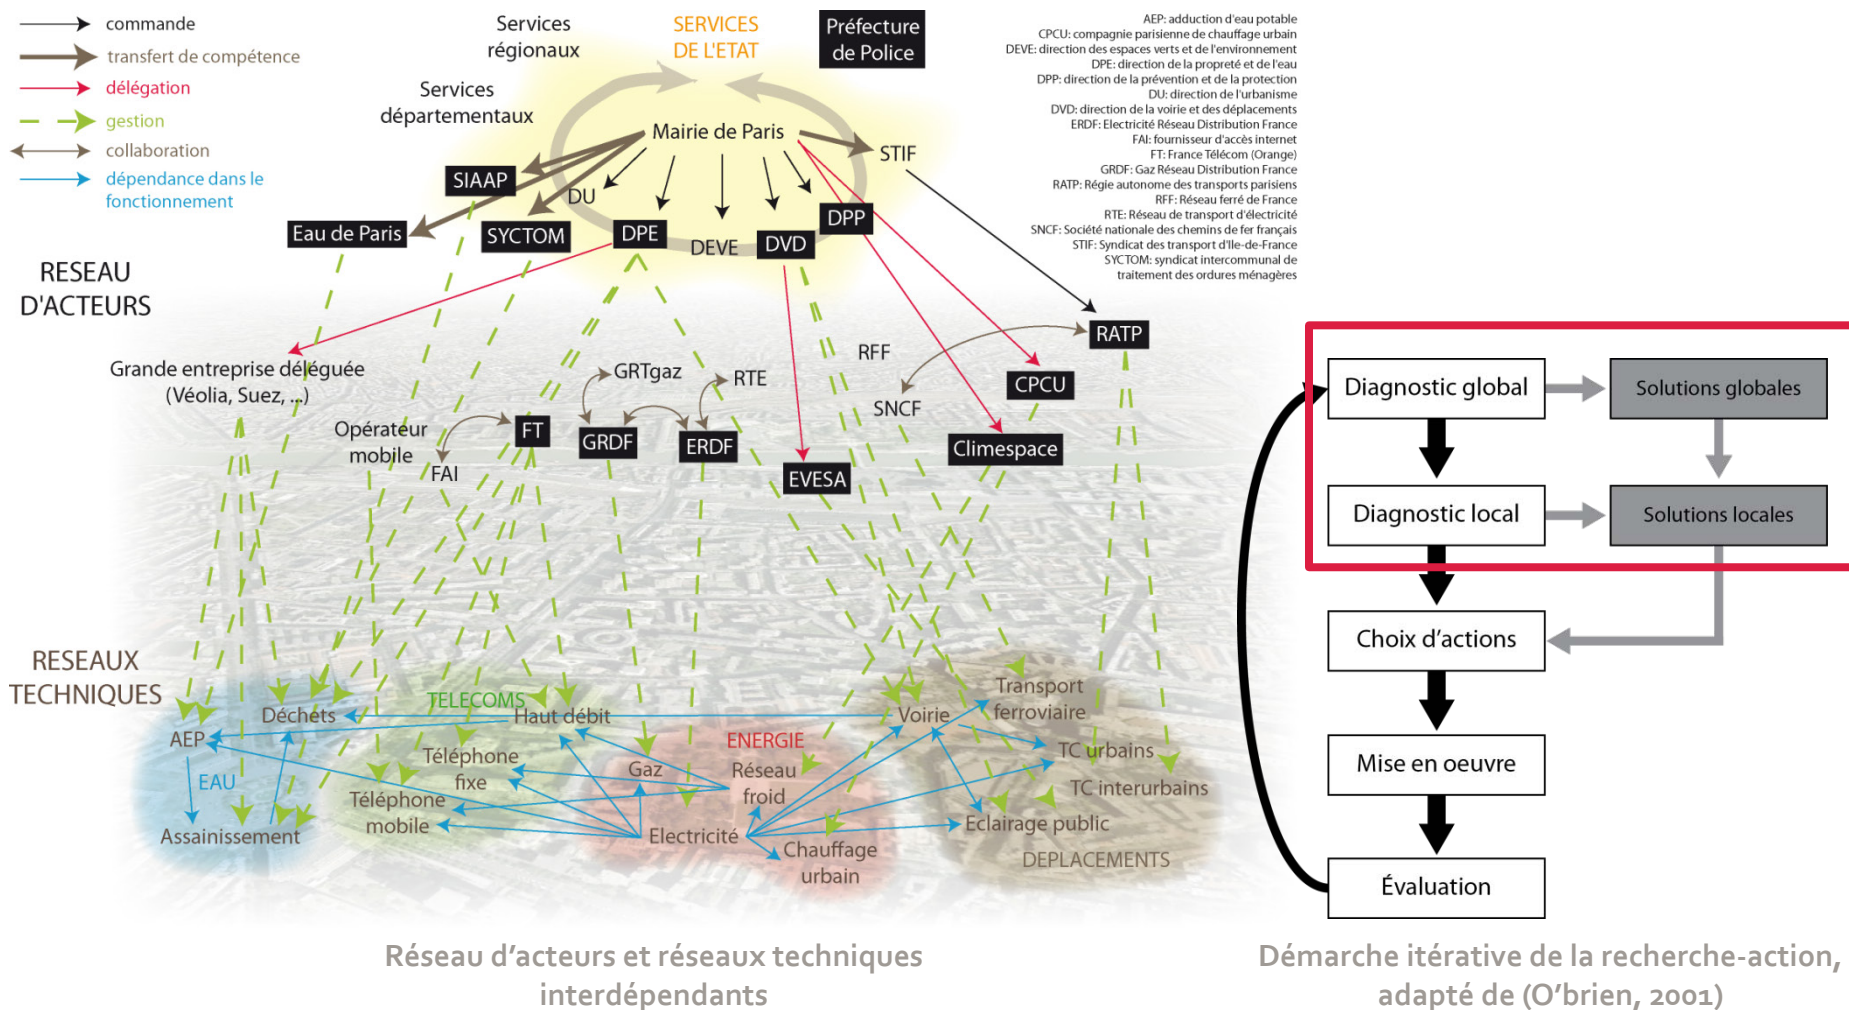 commande
transfert de compétence
délégation
gestion
collaboration
dépendance dans le
fonctionnement
Services
régionaux
SERVICES
DE L'ETAT
Préfecture
de Police
Services
départementaux
Mairie de Paris
STIF
SIAAP
DU
Eau de Paris
SYCTOM
DPE
DEVE
DVD
DPP
AEP: adduction d'eau potable
CPCU: compagnie parisienne de chauffage urbain
DEVE: direction des espaces verts et de l'environnement
DPE: direction de la propreté et de l'eau
DPP: direction de la prévention et de la protection
DU: direction de l'urbanisme
DVD: direction de la voirie et des déplacements
ERDF: Electricité Réseau Distribution France
FAI: fournisseur d'accès internet
FT: France Télécom (Orange)
GRDF: Gaz Réseau Distribution France
RATP: Régie autonome des transports parisiens
RFF: Réseau ferré de France
RTE: Réseau de transport d'électricité
SNCF: Société nationale des chemins de fer français
STIF: Syndicat des transport d'Ile-de-France
SYCTOM: syndicat intercommunal de
traitement des ordures ménagères
RESEAU
D'ACTEURS
Grande entreprise déléguée
(Véolia, Suez, ...)
GRTgaz
RTE
RFF
RATP
CPCU
SNCF
Opérateur
mobile
FAI
FT
GRDF
ERDF
EVESA
Climespace
RESEAUX
TECHNIQUES
TELECOMS
Déchets
Haut débit
AEP
EAU
Téléphone
fixe
Téléphone
mobile
Assainissement
ENERGIE
Gaz
Réseau
froid
Electricité
Chauffage
urbain
Voirie
Transport
ferroviaire
TC urbains
TC interurbains
Eclairage public
DEPLACEMENTS
Diagnostic global
Solutions globales
Diagnostic local
Solutions locales
Choix d'actions
Mise en oeuvre
Évaluation
Réseau d'acteurs et réseaux techniques
interdépendants
Démarche itérative de la recherche-action,
adapté de (O'brien, 2001)